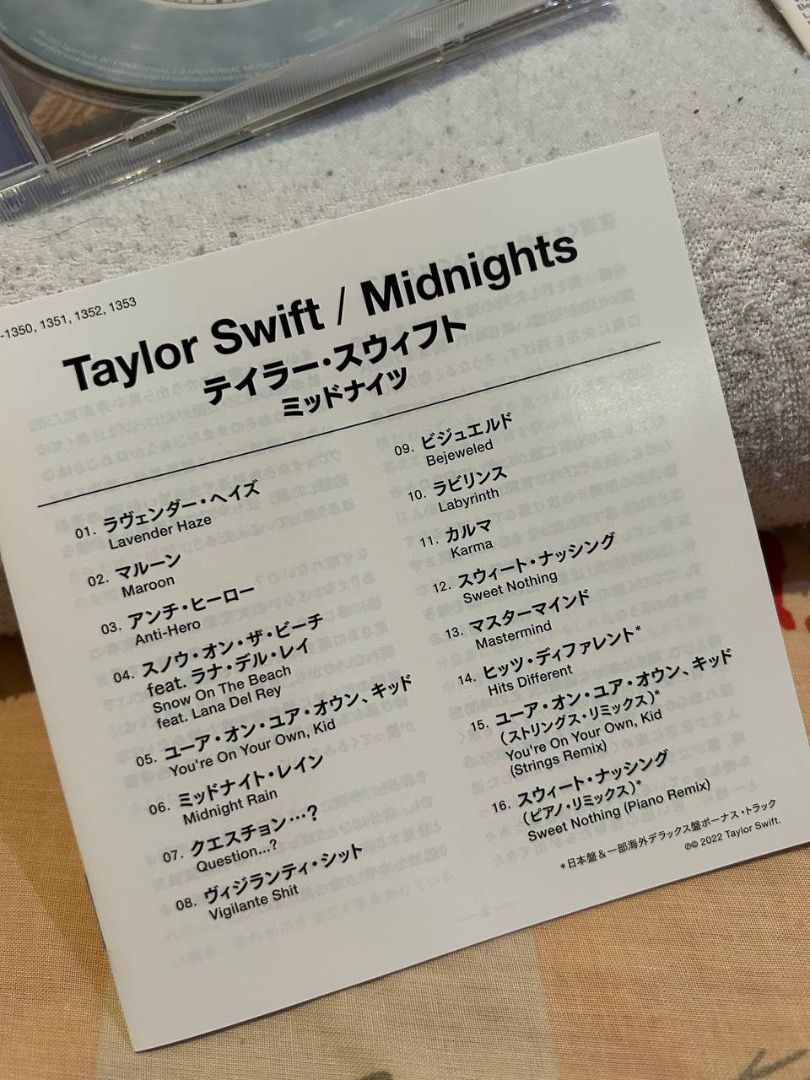 -1350, 1351, 1352, 1353
Taylor Swift / Midnights
テイラー・スウィフト
ミッドナイツ
01. ラヴェンダー・ヘイズ
Lavender Haze
02. マルーン
Maroon
03. アンチ・ヒーロー
Anti-Hero
04. スノウ・オン・ザ・ビーチ
feat. ラナ・デル・レイ
Snow On The Beach
feat. Lana Del Rey
05. ユーア・オン・ユア・オウン、キッド
You're On Your Own, Kid
06. ミッドナイト・レイン
Midnight Rain
07. クエスチョン…?
Question...?
08. ヴィジランティ・シット
Vigilante Shit
09. ビジュエルド
Bejeweled
10. ラビリンス
Labyrinth
11. カルマ
Karma
12. スウィート・ナッシング
Sweet Nothing
13. マスターマインド
Mastermind
14. ヒッツ・ディファレント*
Hits Different
15. ユーア・オン・ユア・オウン、キッド
(ストリングス・リミックス)*
You're On Your Own, Kid
(Strings Remix)
16. スウィート・ナッシング
(ピアノ・リミックス)*
Sweet Nothing (Piano Remix)
*日本盤&一部海外デラックス盤ボーナス・トラック
℗© 2022 Taylor Swift.